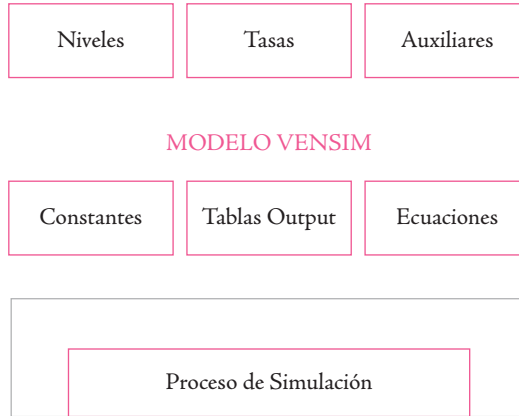 Niveles
Tasas
Auxiliares
MODELO VENSIM
Constantes
Tablas Output
Ecuaciones
Proceso de Simulación